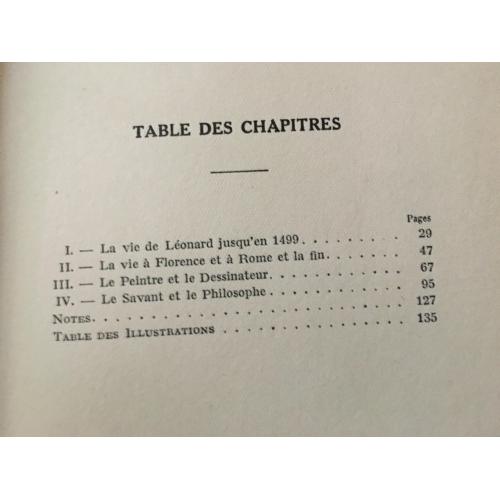 TABLE DES CHAPITRES
Pages
I. — La vie de Léonard jusqu'en 1499. . . . . . . . . 29
II. — La vie à Florence et à Rome et la fin. . . . . . . 47
III. — Le Peintre et le Dessinateur. . . . . . . . . . . . 67
IV. — Le Savant et le Philosophe . . . . . . . . . . . . 95
NOTES. . . . . . . . . . . . . . . . . . . . . . . . . . . 127
TABLE DES ILLUSTRATIONS . . . . . . . . . . . . . . . 135